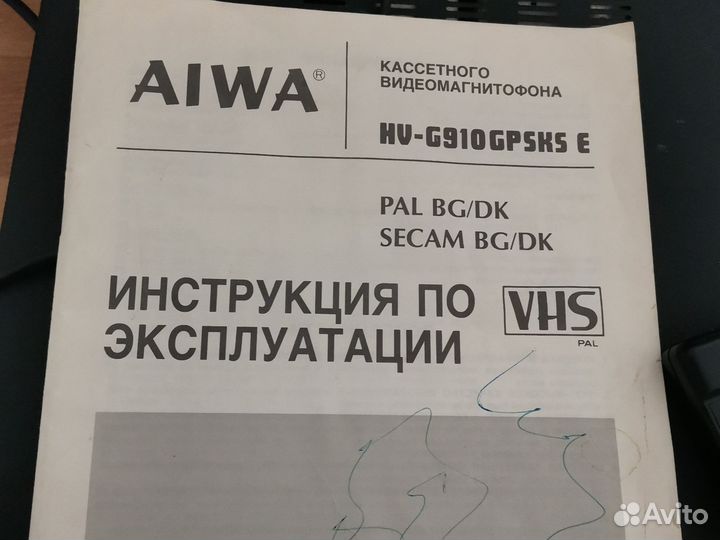 AIWA®
КАССЕТНОГО
ВИДЕОМАГНИТОФОНА
HV-G910GPSKS E
PAL BG/DK
SECAM BG/DK
ИНСТРУКЦИЯ ПО
ЭКСПЛУАТАЦИИ
VHS
PAL
Avito